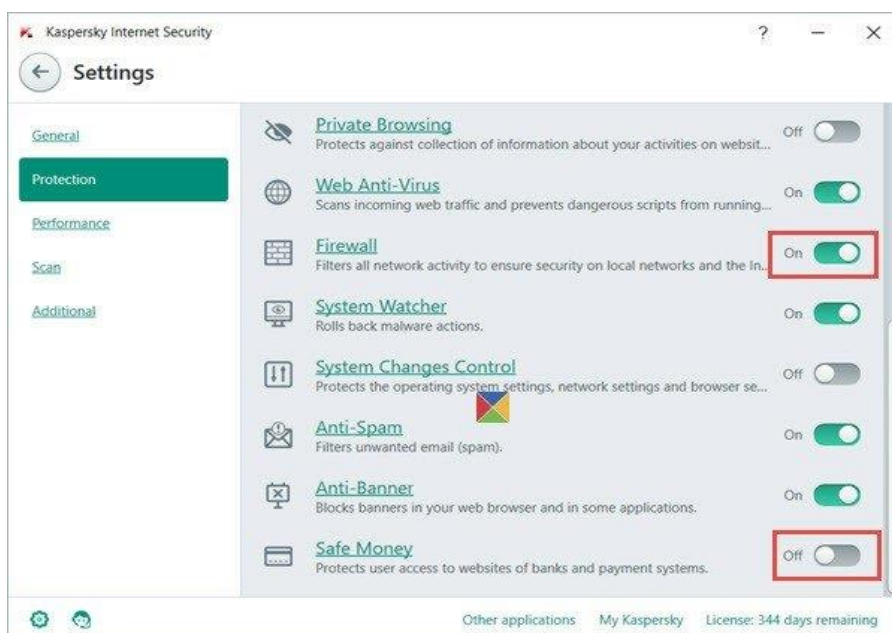 Kaspersky Internet Security
?
Settings
General
Protection
Performance
Scan
Additional
Private Browsing
Off
Protects against collection of information about your activities on websit...
Web Anti-Virus
On
Scans incoming web traffic and prevents dangerous scripts from running...
Firewall
On
Filters all network activity to ensure security on local networks and the In...
System Watcher
On
Rolls back malware actions.
System Changes Control
Off
Protects the operating system settings, network settings and browser se...
Anti-Spam
On
Filters unwanted email (spam).
Anti-Banner
On
Blocks banners in your web browser and in some applications.
Safe Money
Off
Protects user access to websites of banks and payment systems.
Other applications My Kaspersky License: 344 days remaining